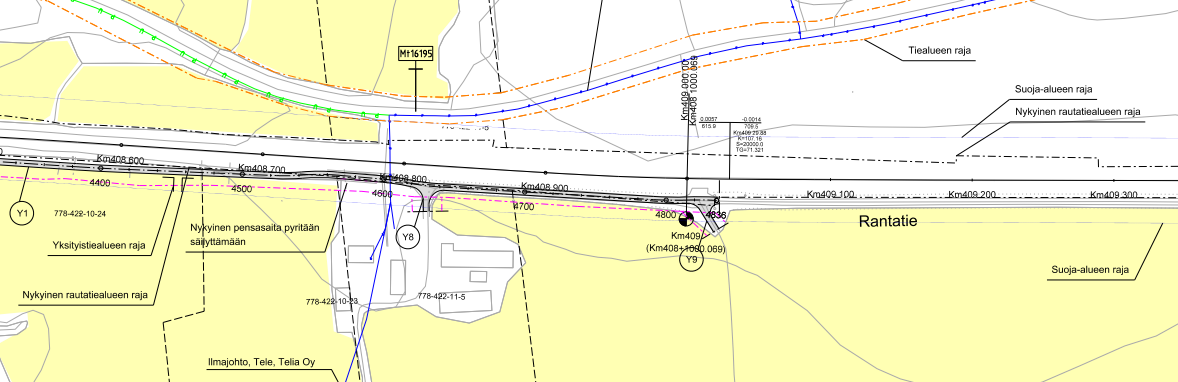 Mt16195
Tiealueen raja
Suoja-alueen raja
Nykyinen rautatiealueen raja
Km409.000.00
Km408 1000.069
-0.0014
615.9
709.5
Km409:29.88
K=107.16
S=20000.0
TG=71.321
Km408.600
Km408.700
Km408.800
Km408.900
Km409.100
Km409.200
Km409.300
4400
4500
4600
4700
4800
4836
Rantatie
Y1
778-422-10-24
Yksityistiealueen raja
Nykyinen pensasaita pyritään
säilyttämään
Y8
Km409
(Km408+1000.069)
Y9
Suoja-alueen raja
Nykyinen rautatiealueen raja
778-422-10-23
778-422-11-5
Ilmajohto, Tele, Telia Oy